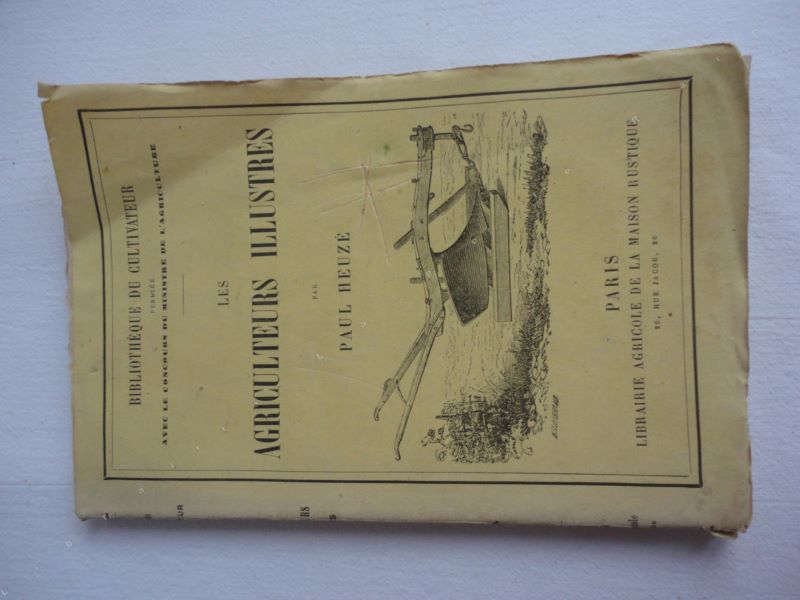 BIBLIOTHÈQUE DU CULTIVATEUR
PUBLIÉE
AVEC LE CONCOURS DU MINISTRE DE L'AGRICULTURE
LES
AGRICULTEURS ILLUSTRES
PAR
PAUL HEUZÉ
PARIS
LIBRAIRIE AGRICOLE DE LA MAISON RUSTIQUE
26, RUE JACOB, 26